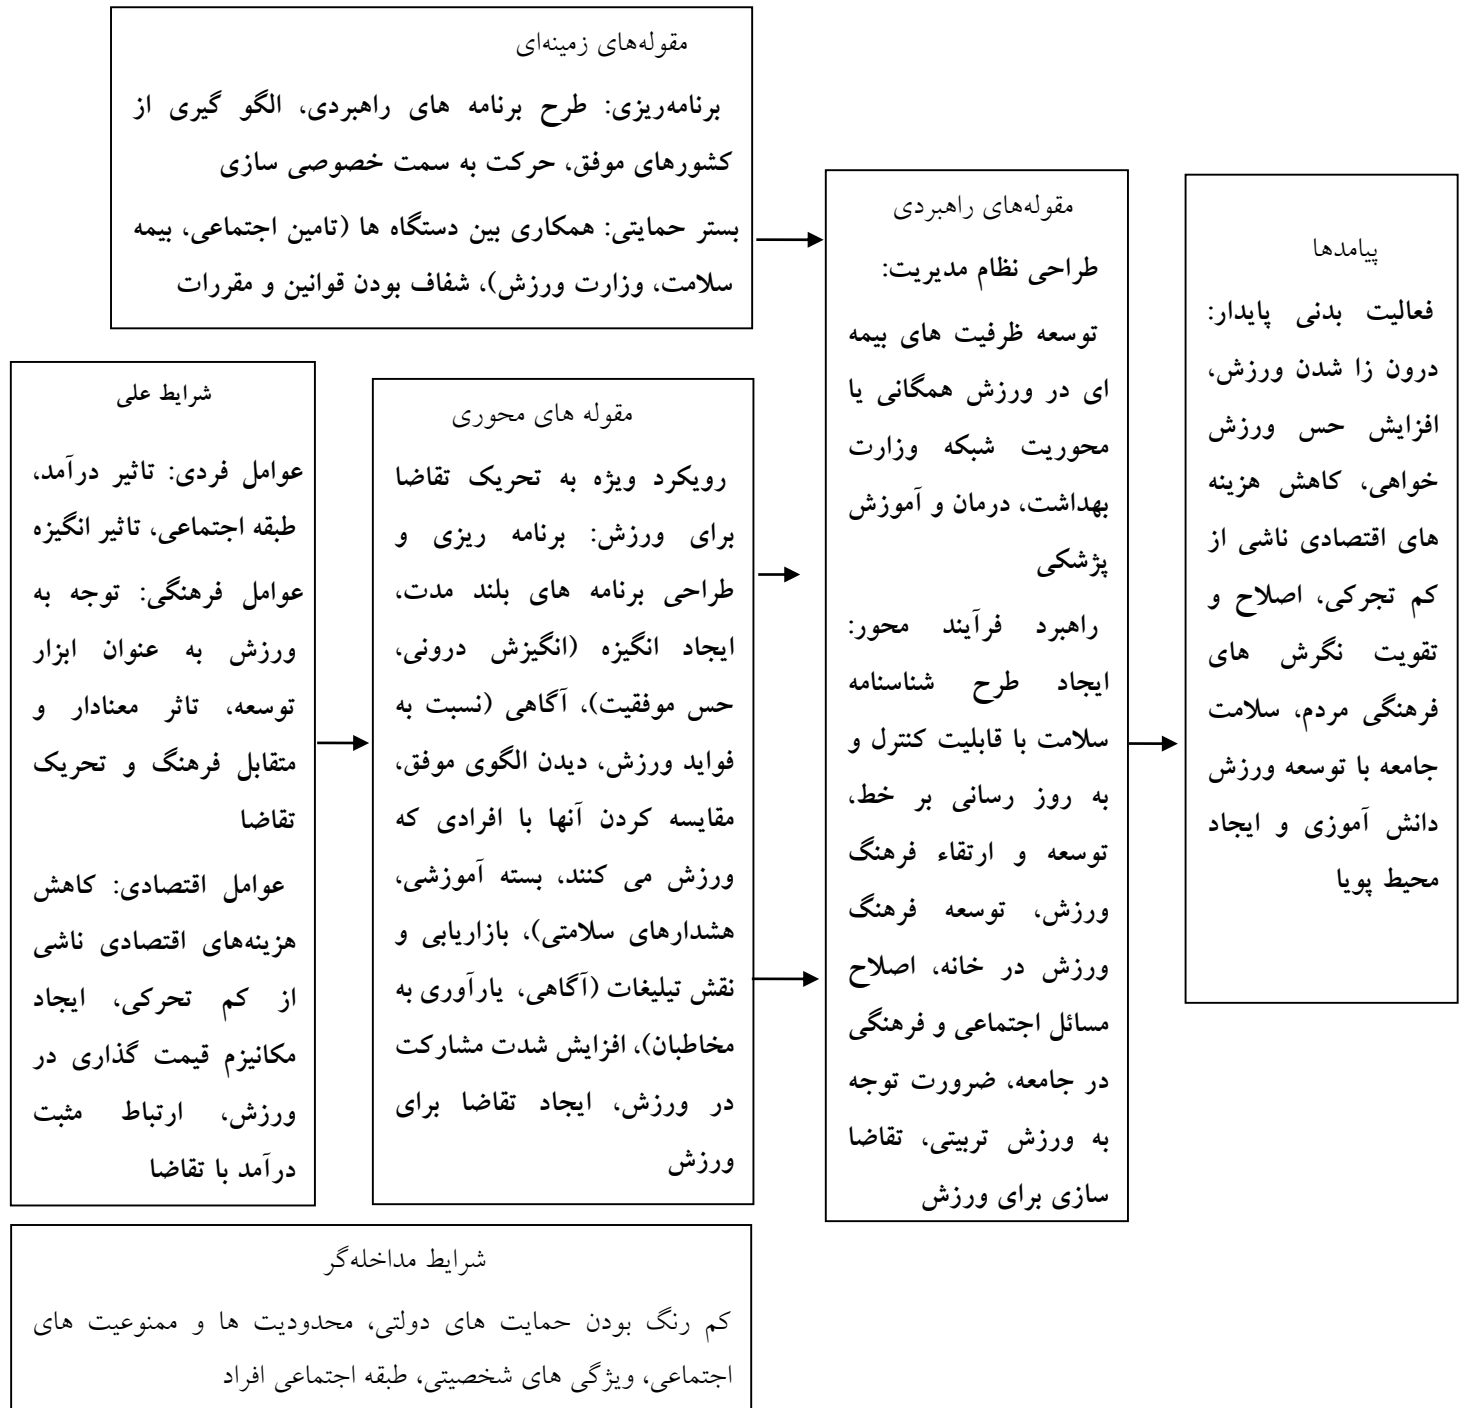 مقوله‌های زمینه‌ای
برنامه‌ریزی: طرح برنامه های راهبردی، الگو گیری از
کشورهای موفق، حرکت به سمت خصوصی سازی
بستر حمایتی: همکاری بین دستگاه ها (تامین اجتماعی، بیمه
سلامت، وزارت ورزش)، شفاف بودن قوانین و مقررات
شرایط علی
عوامل فردی: تاثیر درآمد،
طبقه اجتماعی، تاثیر انگیزه
عوامل فرهنگی: توجه به
ورزش به عنوان ابزار
توسعه، تاثر معنادار و
متقابل فرهنگ و تحریک
تقاضا
عوامل اقتصادی: کاهش
هزینه‌های اقتصادی ناشی
از کم تحرکی، ایجاد
مکانیزم قیمت گذاری در
ورزش، ارتباط مثبت
درآمد با تقاضا
مقوله های محوری
رویکرد ویژه به تحریک تقاضا
برای ورزش: برنامه ریزی و
طراحی برنامه های بلند مدت،
ایجاد انگیزه (انگیزش درونی،
حس موفقیت)، آگاهی (نسبت به
فواید ورزش، دیدن الگوی موفق،
مقایسه کردن آنها با افرادی که
ورزش می کنند، بسته آموزشی،
هشدارهای سلامتی)، بازاریابی و
نقش تیلیغات (آگاهی، یارآوری به
مخاطبان)، افزایش شدت مشارکت
در ورزش، ایجاد تقاضا برای
ورزش
مقوله‌های راهبردی
طراحی نظام مدیریت:
توسعه ظرفیت های بیمه
ای در ورزش همگانی یا
محوریت شبکه وزارت
بهداشت، درمان و آموزش
پزشکی
راهبرد فرآیند محور:
ایجاد طرح شناسنامه
سلامت با قابلیت کنترل و
به روز رسانی بر خط،
توسعه و ارتقاء فرهنگ
ورزش، توسعه فرهنگ
ورزش در خانه، اصلاح
مسائل اجتماعی و فرهنگی
در جامعه، ضرورت توجه
به ورزش تربیتی، تقاضا
سازی برای ورزش
پیامدها
فعالیت بدنی پایدار:
درون زا شدن ورزش،
افزایش حس ورزش
خواهی، کاهش هزینه
های اقتصادی ناشی از
کم تجرکی، اصلاح و
تقویت نگرش های
فرهنگی مردم، سلامت
جامعه با توسعه ورزش
دانش آموزی و ایجاد
محیط پویا
شرایط مداخله‌گر
کم رنگ بودن حمایت های دولتی، محدودیت ها و ممنوعیت های
اجتماعی، ویژگی های شخصیتی، طبقه اجتماعی افراد